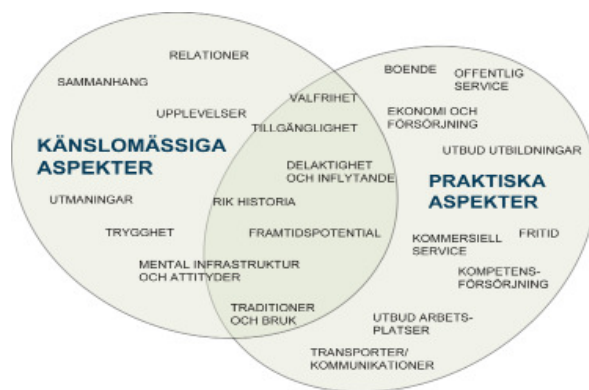 RELATIONER
SAMMANHANG
UPPLEVELSER
KÄNSLOMÄSSIGA
ASPEKTER
UTMANINGAR
TRYGGHET
MENTAL INFRASTRUKTUR
OCH ATTITYDER
VALFRIHET
TILLGÄNGLIGHET
DELAKTIGHET
OCH INFLYTANDE
RIK HISTORIA
FRAMTIDSPOTENTIAL
TRADITIONER
OCH BRUK
BOENDE
OFFENTLIG
SERVICE
EKONOMI OCH
FÖRSÖRJNING
UTBUD UTBILDNINGAR
PRAKTISKA
ASPEKTER
KOMMERSIELL
SERVICE
FRITID
KOMPETENS-
FÖRSÖRJNING
UTBUD ARBETS-
PLATSER
TRANSPORTER/
KOMMUNIKATIONER